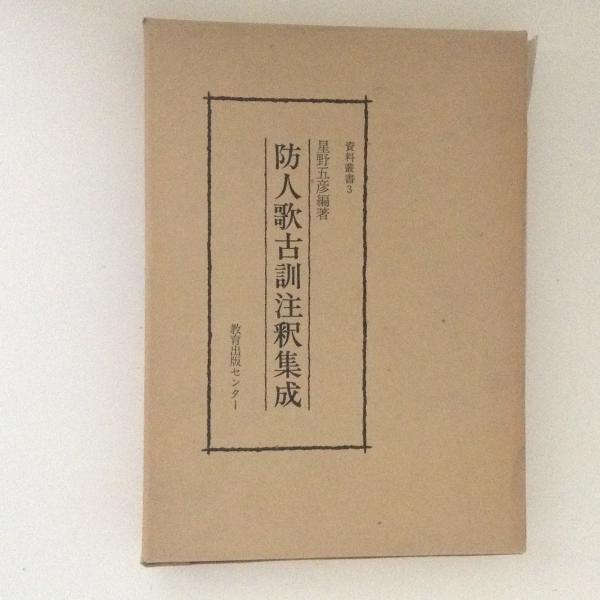 資料叢書3
星野五彦編著
防人歌古訓注釈集成
教育出版センター